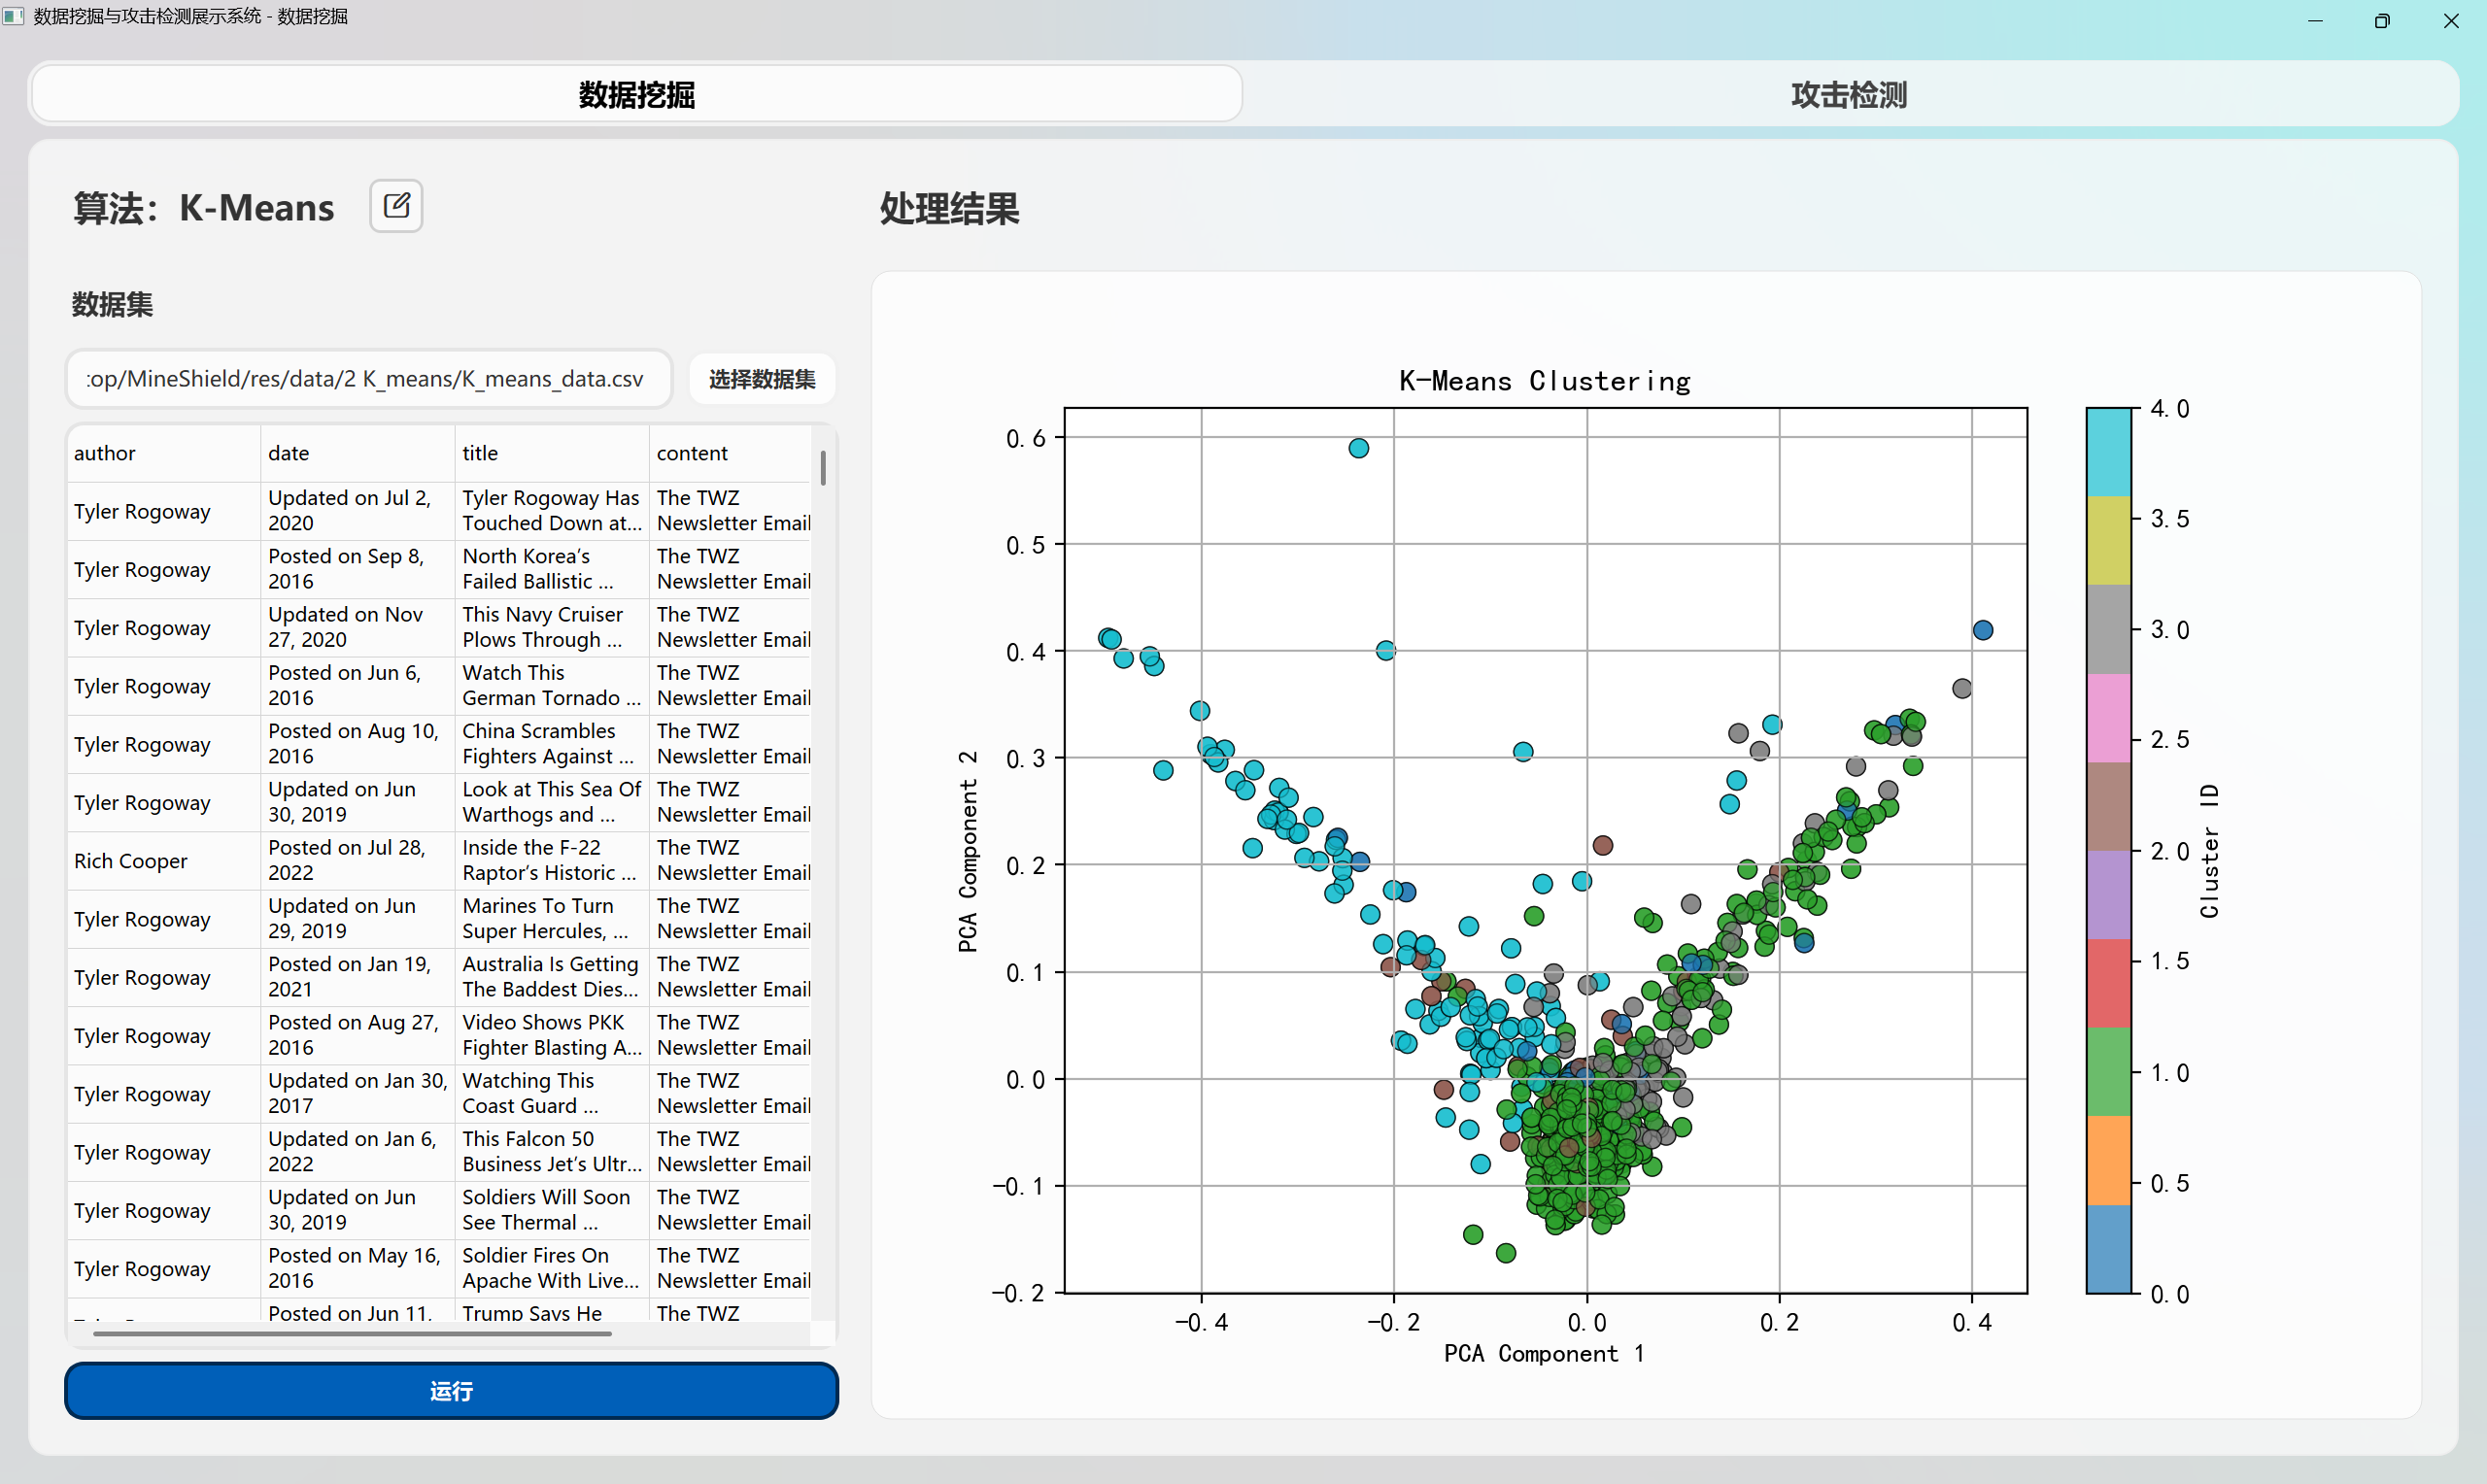 数据挖掘与攻击检测展示系统 - 数据挖掘
数据挖掘
攻击检测
算法：K-Means
数据集
:op/MineShield/res/data/2 K_means/K_means_data.csv
选择数据集
author date title content
Tyler Rogoway
Updated on Jul 2,
2020
Tyler Rogoway Has
Touched Down at...
The TWZ
Newsletter Email
Tyler Rogoway
Posted on Sep 8,
2016
North Korea’s
Failed Ballistic ...
The TWZ
Newsletter Email
Tyler Rogoway
Updated on Nov
27, 2020
This Navy Cruiser
Plows Through ...
The TWZ
Newsletter Email
Tyler Rogoway
Posted on Jun 6,
2016
Watch This
German Tornado ...
The TWZ
Newsletter Email
Tyler Rogoway
Posted on Aug 10,
2016
China Scrambles
Fighters Against ...
The TWZ
Newsletter Email
Tyler Rogoway
Updated on Jun
30, 2019
Look at This Sea Of
Warthogs and ...
The TWZ
Newsletter Email
Rich Cooper
Posted on Jul 28,
2022
Inside the F-22
Raptor’s Historic ...
The TWZ
Newsletter Email
Tyler Rogoway
Updated on Jun
29, 2019
Marines To Turn
Super Hercules, ...
The TWZ
Newsletter Email
Tyler Rogoway
Posted on Jan 19,
2021
Australia Is Getting
The Baddest Dies...
The TWZ
Newsletter Email
Tyler Rogoway
Posted on Aug 27,
2016
Video Shows PKK
Fighter Blasting A...
The TWZ
Newsletter Email
Tyler Rogoway
Updated on Jan 30,
2017
Watching This
Coast Guard ...
The TWZ
Newsletter Email
Tyler Rogoway
Updated on Jan 6,
2022
This Falcon 50
Business Jet’s Ultr...
The TWZ
Newsletter Email
Tyler Rogoway
Updated on Jun
30, 2019
Soldiers Will Soon
See Thermal ...
The TWZ
Newsletter Email
Tyler Rogoway
Posted on May 16,
2016
Soldier Fires On
Apache With Live...
The TWZ
Newsletter Email
Posted on Jun 11,
Trump Says He
The TWZ
运行
处理结果
K-Means Clustering
PCA Component 2
0.6
0.5
0.4
0.3
0.2
0.1
0.0
-0.1
-0.2
-0.4 -0.2 0.0 0.2 0.4
PCA Component 1
4.0
3.5
3.0
2.5
2.0
1.5
1.0
0.5
0.0
Cluster ID